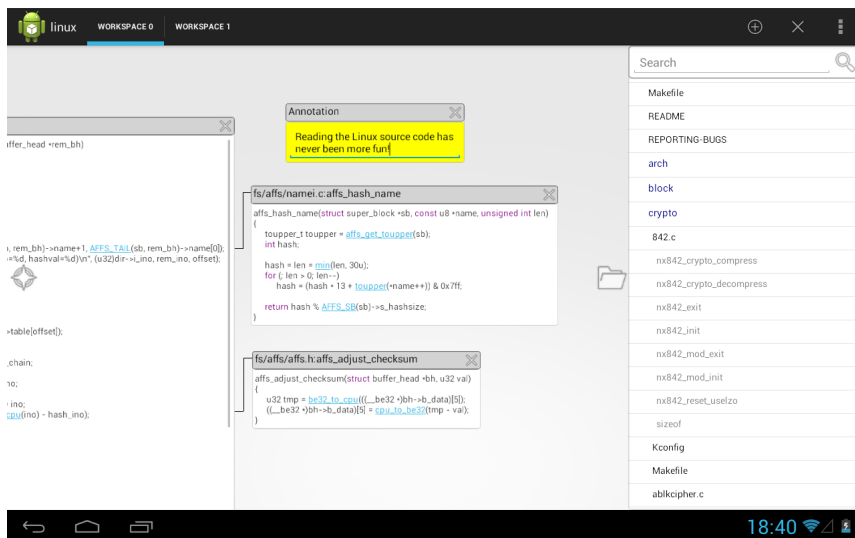 linux
WORKSPACE 0
WORKSPACE 1
uffer_head *rem_bh)
, rem_bh)->name+1, AFFS_TAIL(sb, rem_bh)->name[0]);
=%d, hashval=%d)\n", (u32)dir->i_ino, rem_ino, offset);
>table[offset]);
_chain;
no;
ino;
cpu(ino) - hash_ino);
Annotation
Reading the Linux source code has
never been more fun!
fs/affs/namei.c:affs_hash_name
affs_hash_name(struct super_block *sb, const u8 *name, unsigned int len)
{
toupper_t toupper = affs_get_toupper(sb);
int hash;
hash = len = min(len, 30u);
for (; len > 0; len--)
hash = (hash * 13 + toupper(*name++)) & 0x7ff;
return hash % AFFS_SB(sb)->s_hashsize;
}
fs/affs/affs.h:affs_adjust_checksum
affs_adjust_checksum(struct buffer_head *bh, u32 val)
{
u32 tmp = be32_to_cpu(((__be32 *)bh->b_data)[5]);
((__be32 *)bh->b_data)[5] = cpu_to_be32(tmp - val);
}
Search
Makefile
README
REPORTING-BUGS
arch
block
crypto
842.c
nx842_crypto_compress
nx842_crypto_decompress
nx842_exit
nx842_init
nx842_mod_exit
nx842_mod_init
nx842_reset_uselzo
sizeof
Kconfig
Makefile
ablkcipher.c
18:40